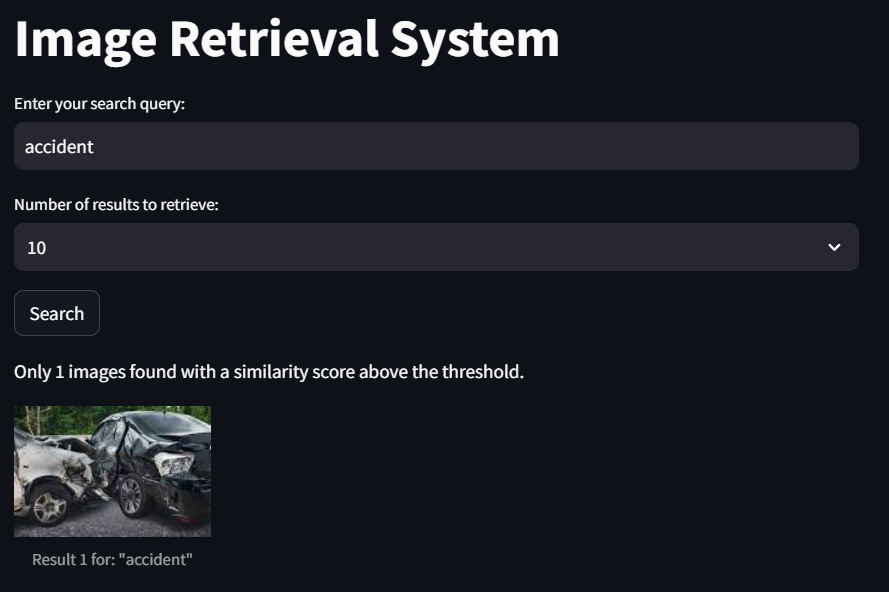 Image Retrieval System
Enter your search query:
accident
Number of results to retrieve:
10
Search
Only 1 images found with a similarity score above the threshold.
Result 1 for: "accident"